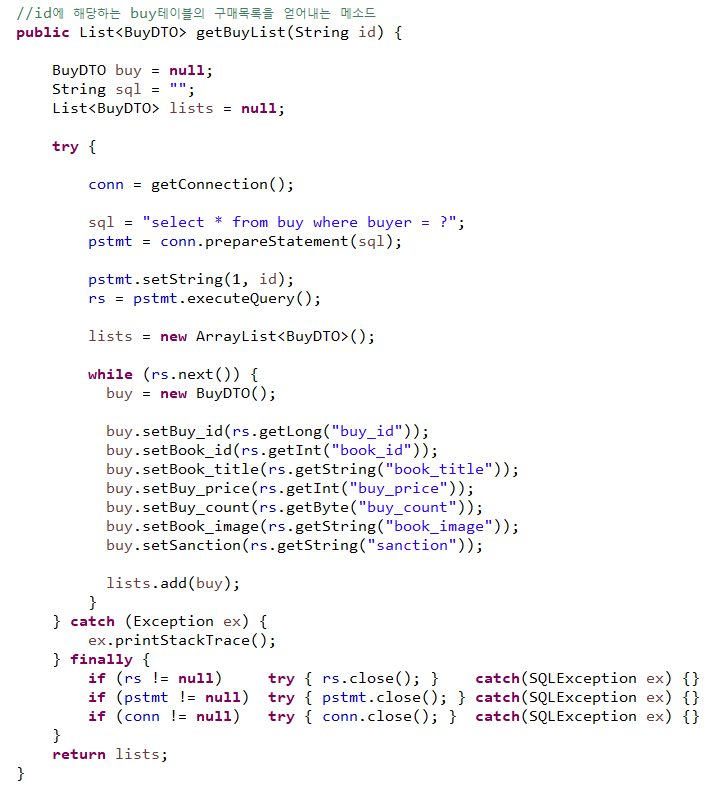 //id에 해당하는 buy테이블의 구매목록을 얻어내는 메소드
public List<BuyDTO> getBuyList(String id) {
BuyDTO buy = null;
String sql = "";
List<BuyDTO> lists = null;
try {
conn = getConnection();
sql = "select * from buy where buyer = ?";
pstmt = conn.prepareStatement(sql);
pstmt.setString(1, id);
rs = pstmt.executeQuery();
lists = new ArrayList<BuyDTO>();
while (rs.next()) {
buy = new BuyDTO();
buy.setBuy_id(rs.getLong("buy_id"));
buy.setBook_id(rs.getInt("book_id"));
buy.setBook_title(rs.getString("book_title"));
buy.setBuy_price(rs.getInt("buy_price"));
buy.setBuy_count(rs.getByte("buy_count"));
buy.setBook_image(rs.getString("book_image"));
buy.setSanction(rs.getString("sanction"));
lists.add(buy);
}
} catch (Exception ex) {
ex.printStackTrace();
} finally {
if (rs != null) try { rs.close(); } catch(SQLException ex) {}
if (pstmt != null) try { pstmt.close(); } catch(SQLException ex) {}
if (conn != null) try { conn.close(); } catch(SQLException ex) {}
}
return lists;
}